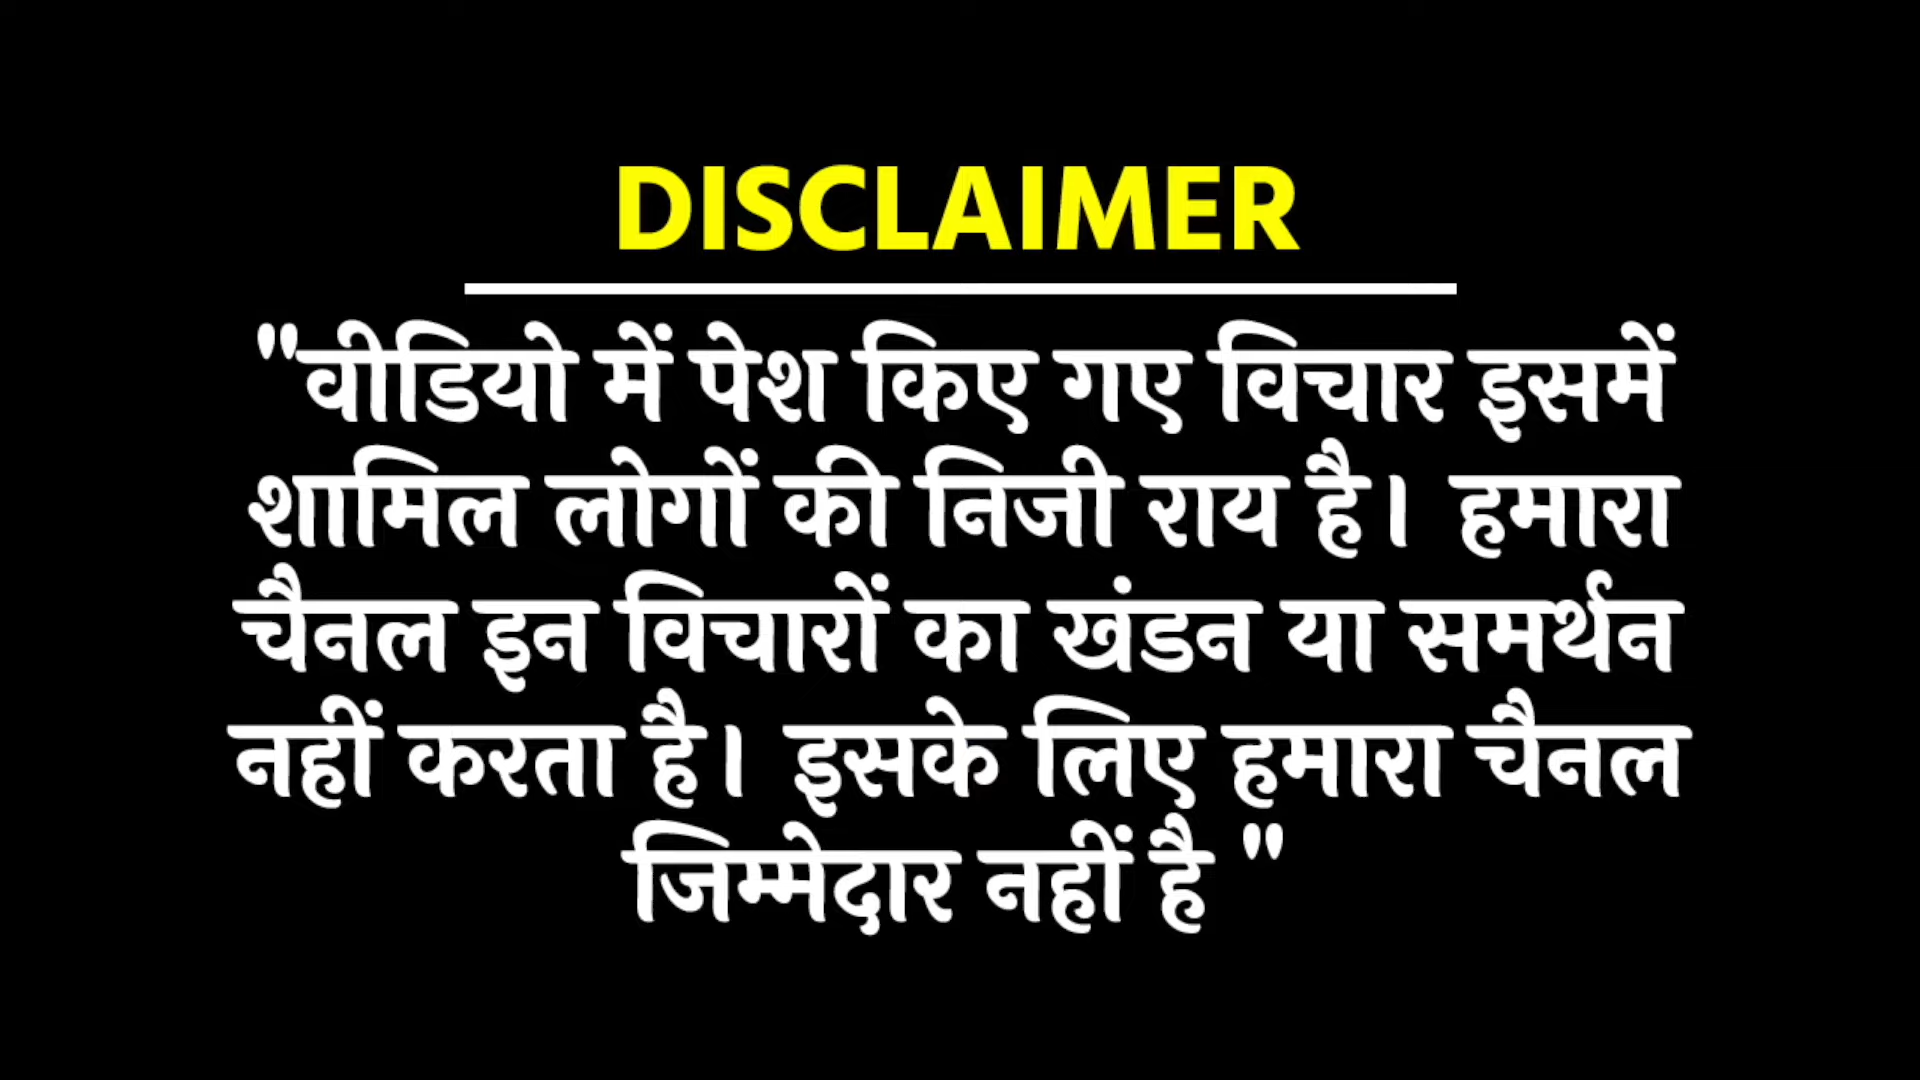 DISCLAIMER
"वीडियो में पेश किए गए विचार इसमें
शामिल लोगों की निजी राय है। हमारा
चैनल इन विचारों का खंडन या समर्थन
नहीं करता है। इसके लिए हमारा चैनल
जिम्मेदार नहीं है "